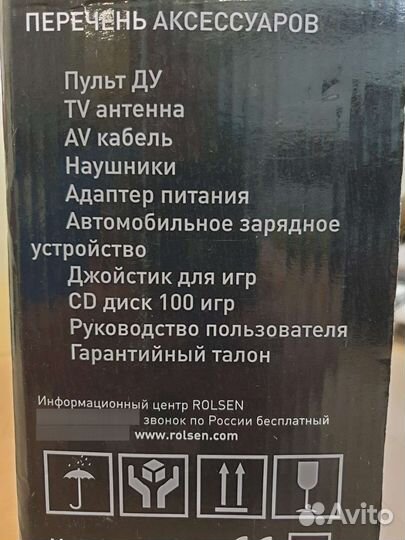 ПЕРЕЧЕНЬ АКСЕССУАРОВ
Пульт ДУ
TV антенна
AV кабель
Наушники
Адаптер питания
Автомобильное зарядное
устройство
Джойстик для игр
CD диск 100 игр
Руководство пользователя
Гарантийный талон
Информационный центр ROLSEN
звонок по России бесплатный
www.rolsen.com
Avito